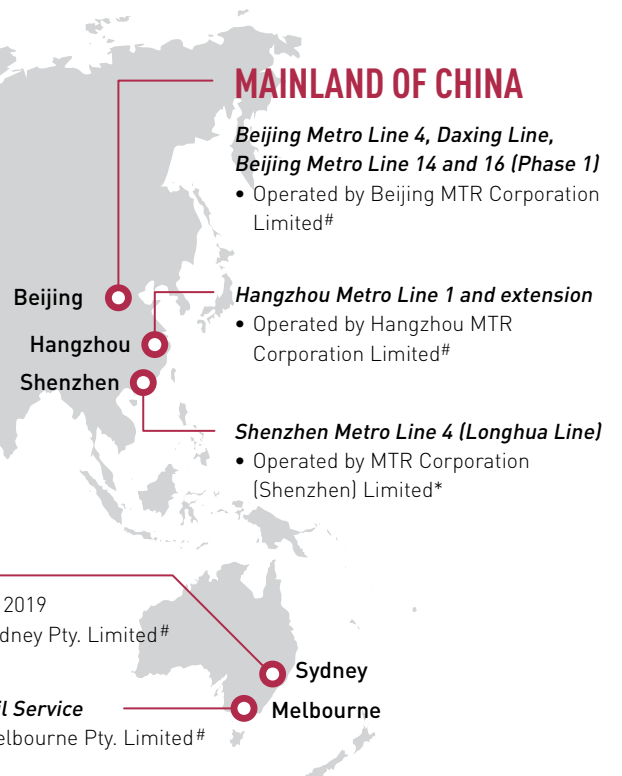 MAINLAND OF CHINA
Beijing Metro Line 4, Daxing Line,
Beijing Metro Line 14 and 16 (Phase 1)
• Operated by Beijing MTR Corporation
Limited#
Beijing
Hangzhou Metro Line 1 and extension
• Operated by Hangzhou MTR
Corporation Limited#
Hangzhou
Shenzhen
Shenzhen Metro Line 4 (Longhua Line)
• Operated by MTR Corporation
(Shenzhen) Limited*
2019
dney Pty. Limited#
Sydney
l Service
Melbourne
elbourne Pty. Limited#